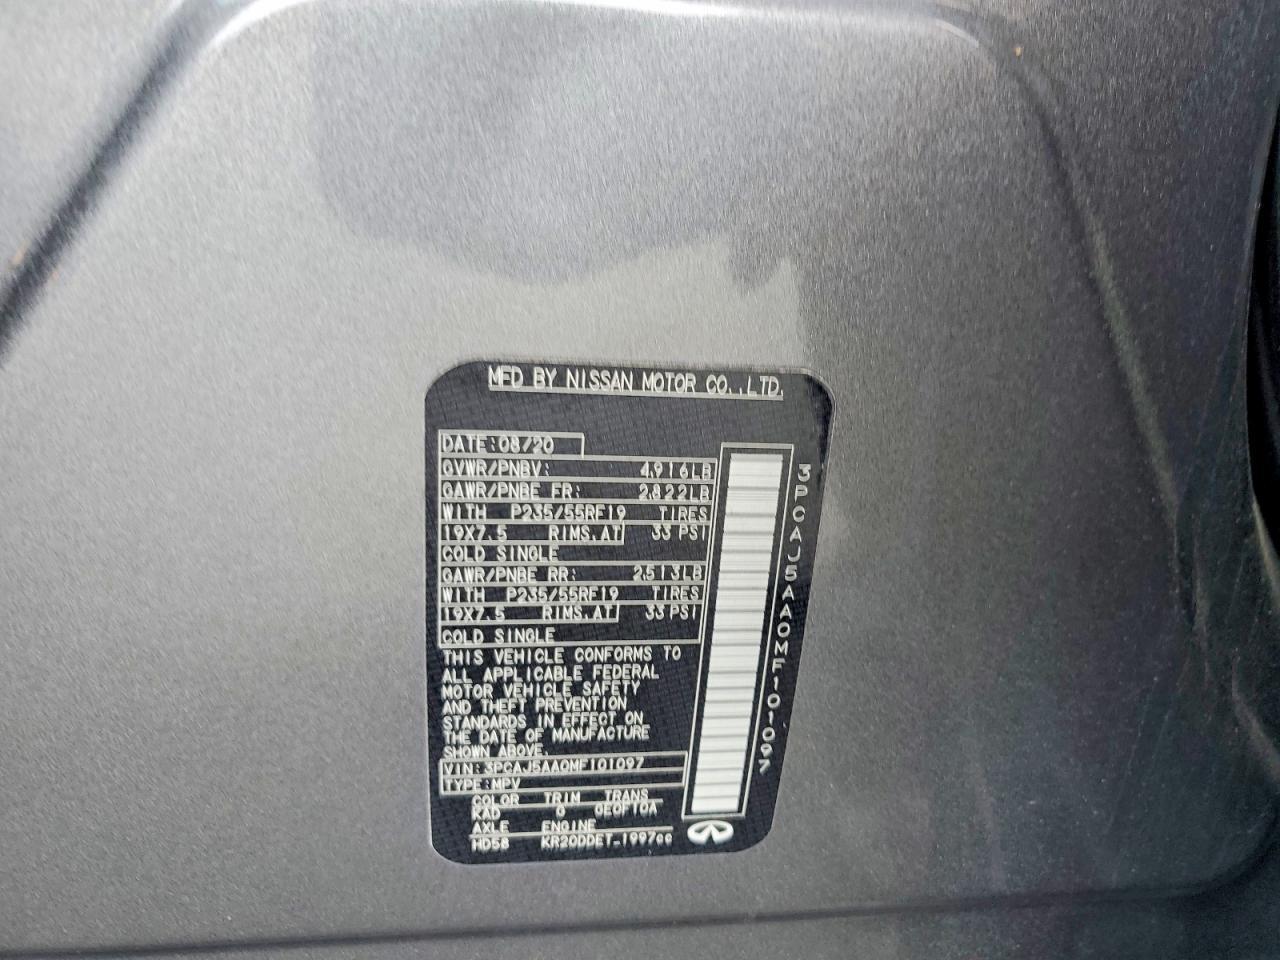 MFD BY NISSAN MOTOR CO.,LTD.
DATE:08/20
GVWR/PNBV: 4,916LB
GAWR/PNBE FR: 2822LB
WITH P235/55RF19 TIRES
19X7.5 RIMS,AT 33 PSI
COLD SINGLE
GAWR/PNBE RR: 2513LB
WITH P235/55RF19 TIRES
19X7.5 RIMS,AT 33 PSI
COLD SINGLE
THIS VEHICLE CONFORMS TO
ALL APPLICABLE FEDERAL
MOTOR VEHICLE SAFETY
AND THEFT PREVENTION
STANDARDS IN EFFECT ON
THE DATE OF MANUFACTURE
SHOWN ABOVE.
VIN:3PCAJ5AA0MF101097
TYPE:MPV
COLOR TRIM TRANS
KAD G GE0F10A
AXLE ENGINE
HD58 KR20DDET-1997cc
3PCAJ5AA0MF101097